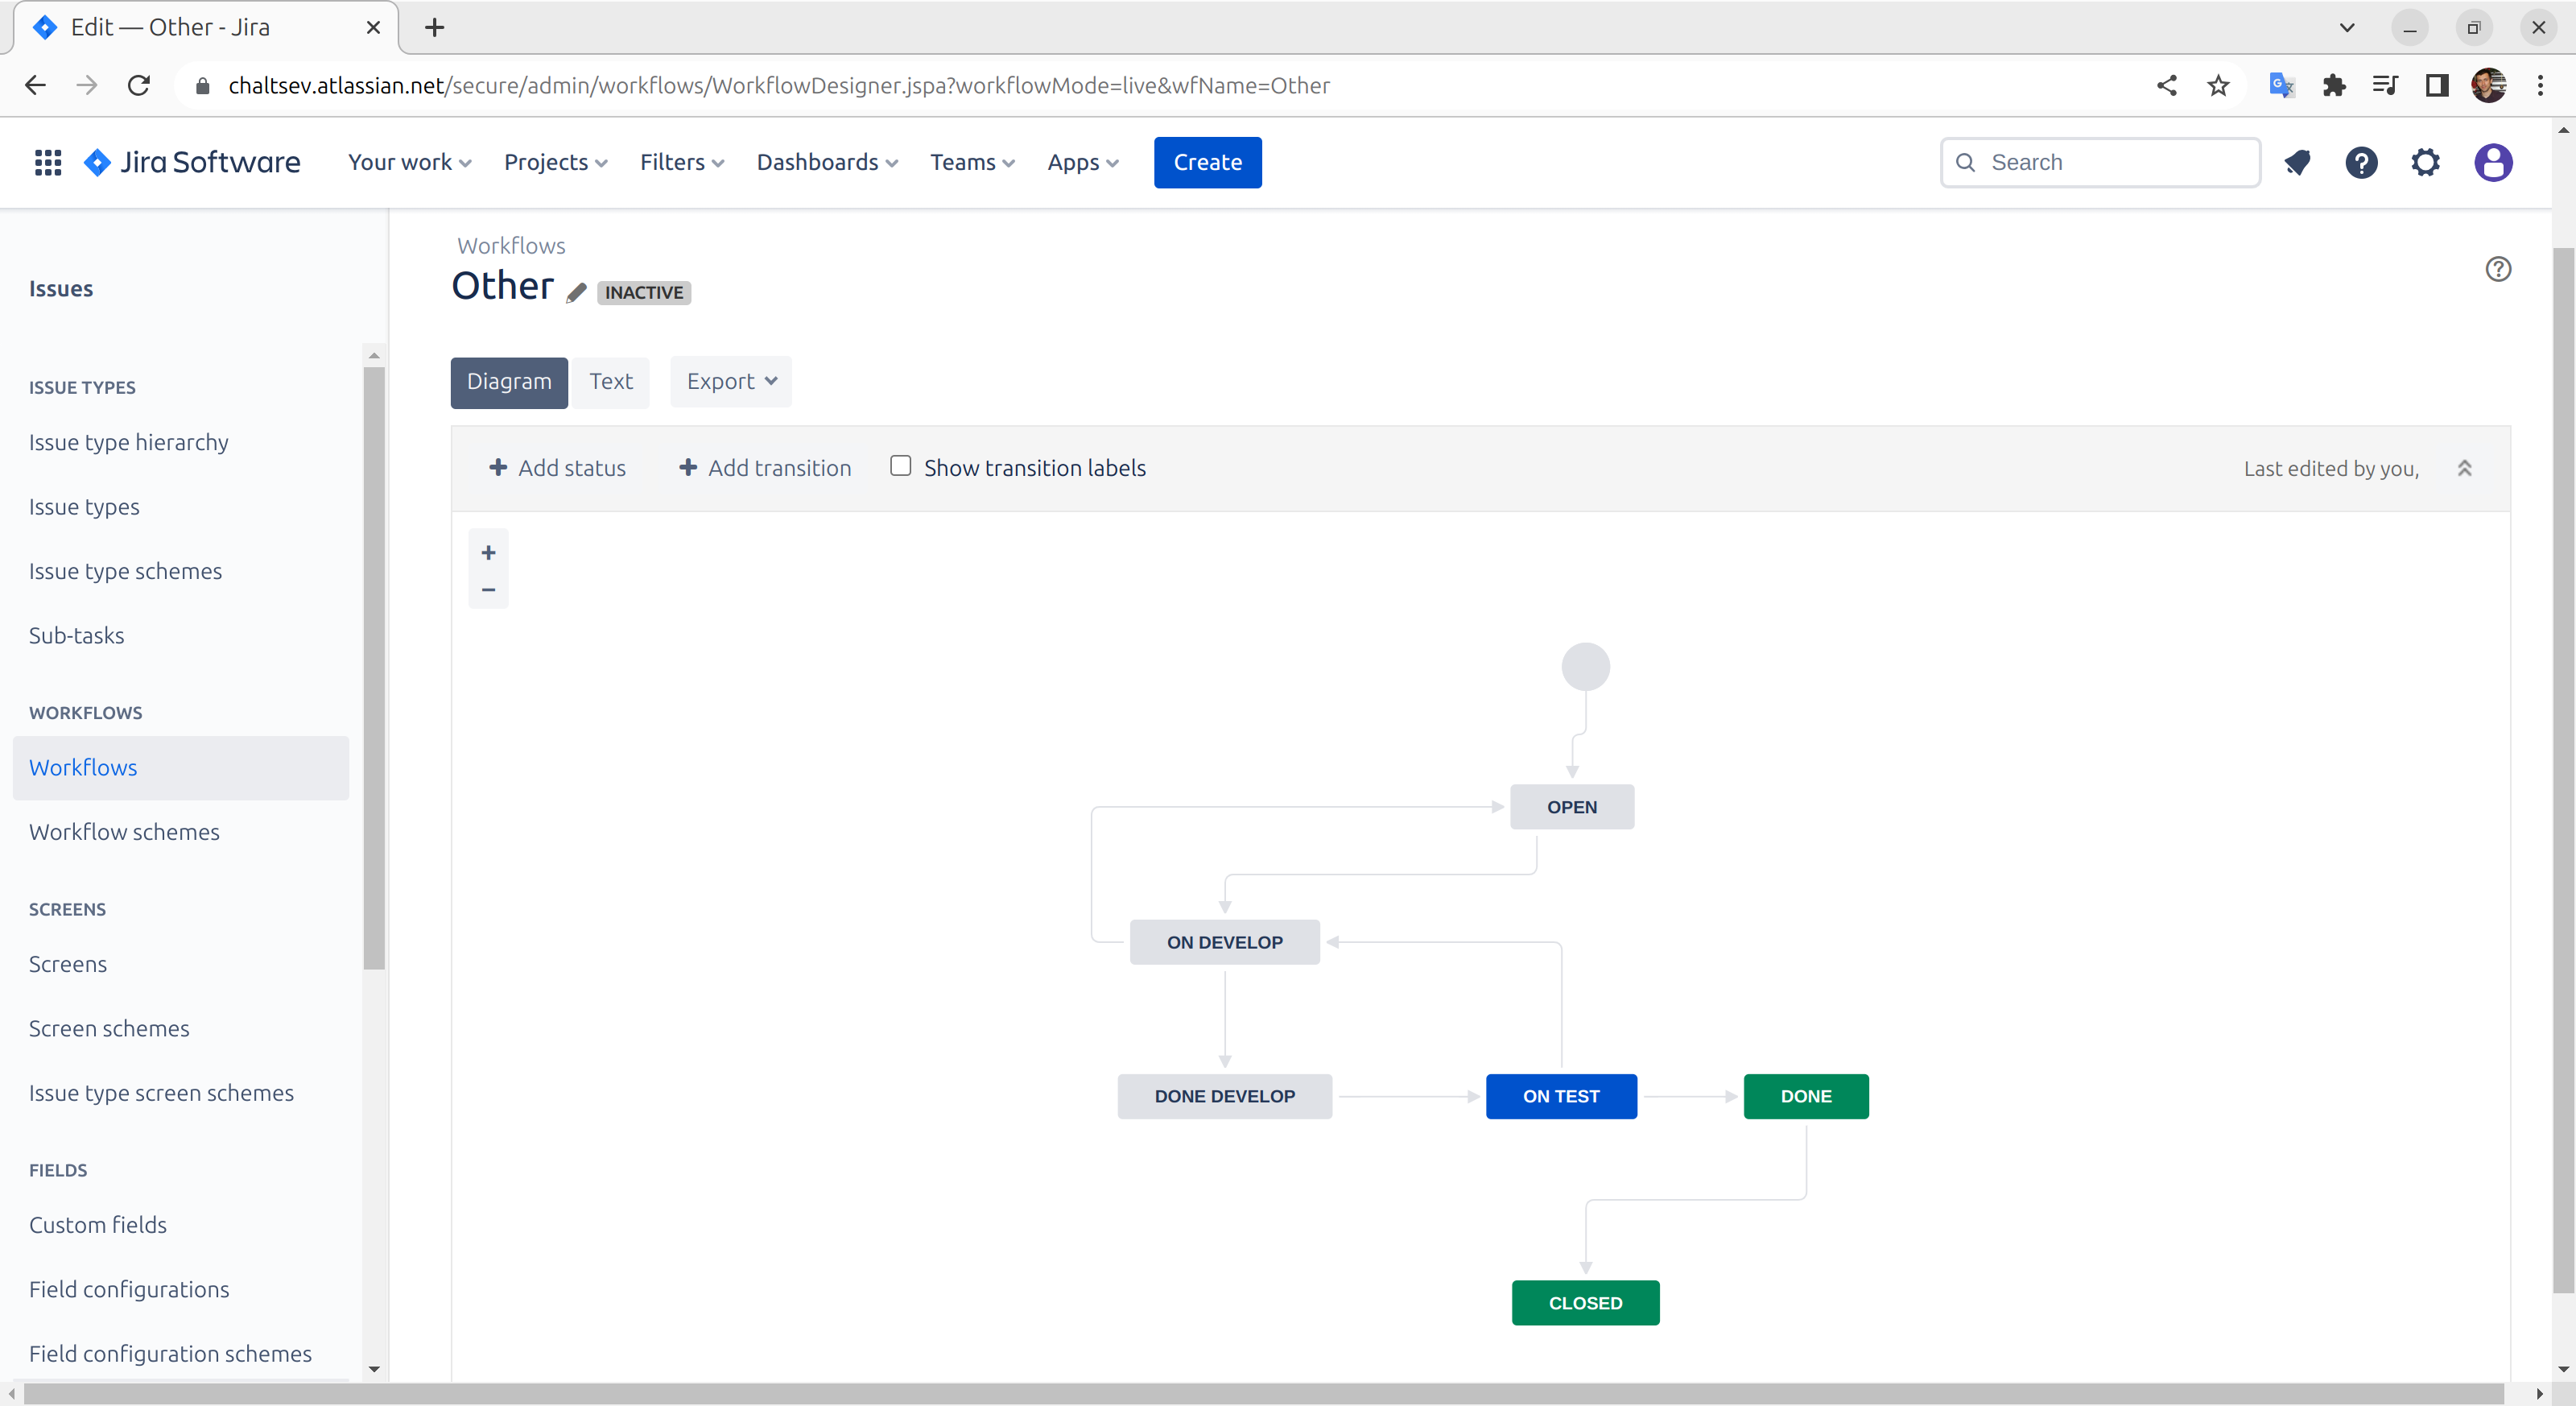 Edit — Other - Jira
chaltsev.atlassian.net/secure/admin/workflows/WorkflowDesigner.jspa?workflowMode=live&wfName=Other
Jira Software Your work Projects Filters Dashboards Teams Apps Create Search
Issues
ISSUE TYPES
Issue type hierarchy
Issue types
Issue type schemes
Sub-tasks
WORKFLOWS
Workflows
Workflow schemes
SCREENS
Screens
Screen schemes
Issue type screen schemes
FIELDS
Custom fields
Field configurations
Field configuration schemes
Workflows
Other INACTIVE
Diagram Text Export
Add status Add transition Show transition labels Last edited by you,
OPEN
ON DEVELOP
DONE DEVELOP ON TEST DONE
CLOSED